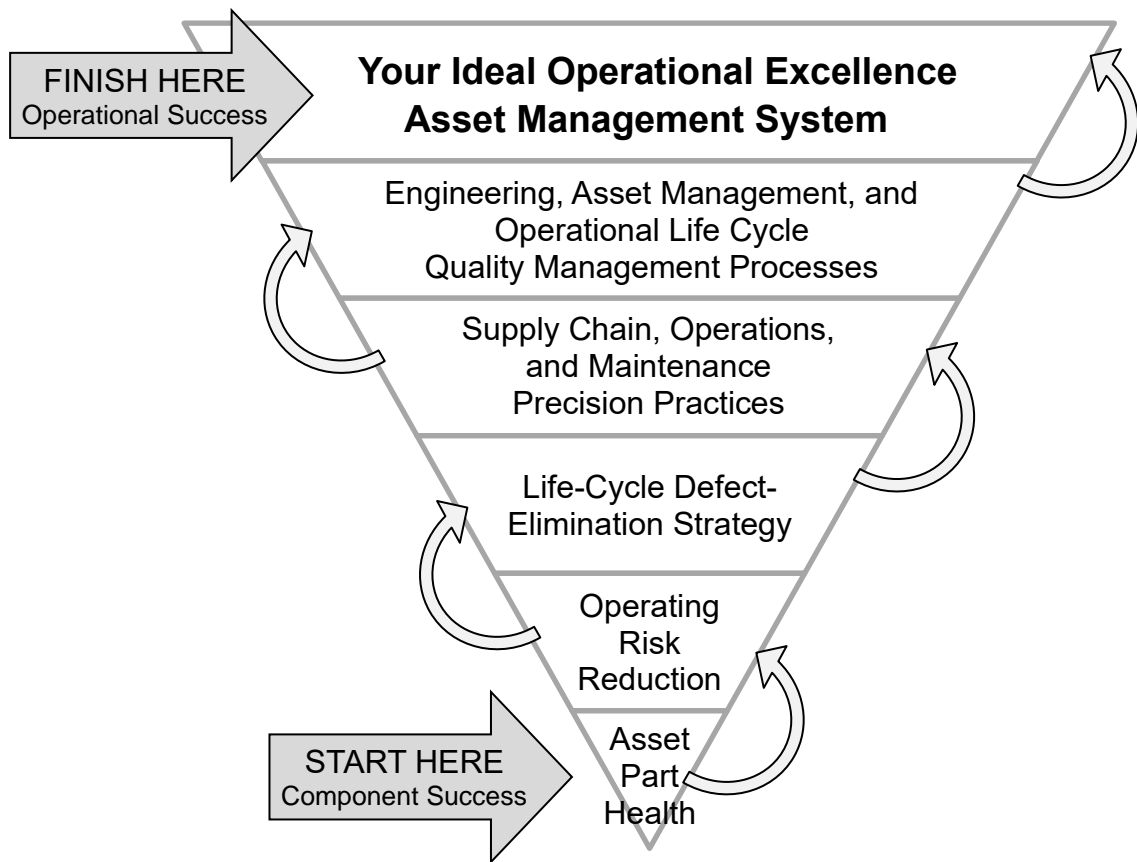 FINISH HERE
Operational Success
Your Ideal Operational Excellence
Asset Management System
Engineering, Asset Management, and
Operational Life Cycle
Quality Management Processes
Supply Chain, Operations,
and Maintenance
Precision Practices
Life-Cycle Defect-
Elimination Strategy
Operating
Risk
Reduction
START HERE
Component Success
Asset
Part
Health